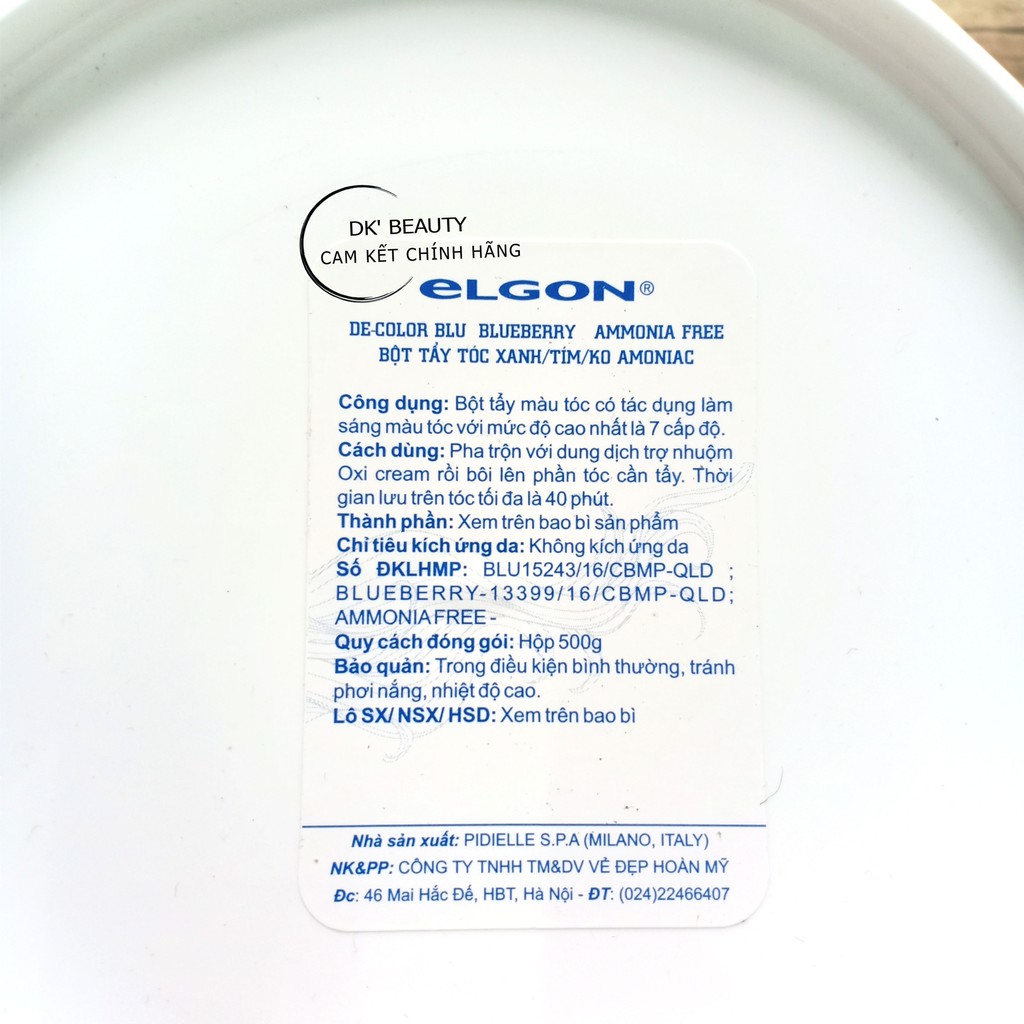 DK' BEAUTY
CAM KẾT CHÍNH HÃNG
eLGON®
DE-COLOR BLU BLUEBERRY AMMONIA FREE
BỘT TẨY TÓC XANH/TÍM/KO AMONIAC
Công dụng: Bột tẩy màu tóc có tác dụng làm
sáng màu tóc với mức độ cao nhất là 7 cấp độ.
Cách dùng: Pha trộn với dung dịch trợ nhuộm
Oxi cream rồi bôi lên phần tóc cần tẩy. Thời
gian lưu trên tóc tối đa là 40 phút.
Thành phần: Xem trên bao bì sản phẩm
Chỉ tiêu kích ứng da: Không kích ứng da
Số ĐKLHMP: BLU15243/16/CBMP-QLD ;
BLUEBERRY-13399/16/CBMP-QLD;
AMMONIA FREE -
Quy cách đóng gói: Hộp 500g
Bảo quản: Trong điều kiện bình thường, tránh
phơi nắng, nhiệt độ cao.
Lô SX/ NSX/ HSD: Xem trên bao bì
Nhà sản xuất: PIDIELLE S.P.A (MILANO, ITALY)
NK&PP: CÔNG TY TNHH TM&DV VẺ ĐẸP HOÀN MỸ
Đc: 46 Mai Hắc Đế, HBT, Hà Nội - ĐT: (024)22466407